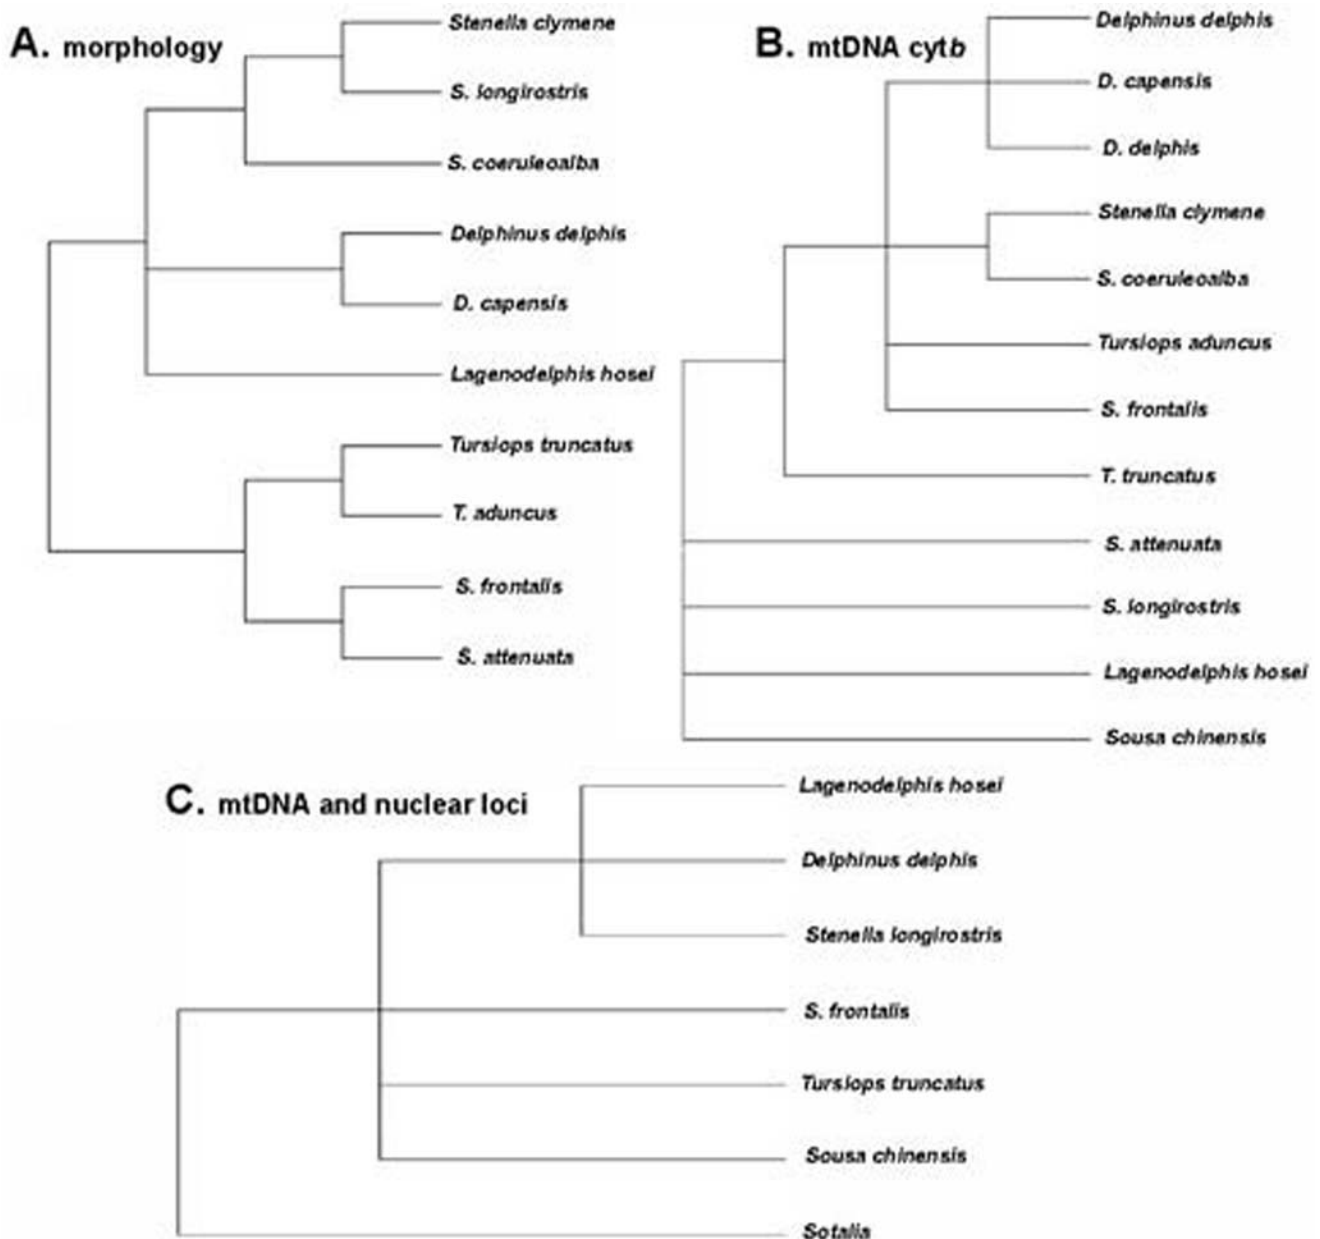 A. morphology
Stenella clymene
S. longirostris
S. coeruleoalba
Delphinus delphis
D. capensis
Lagenodelphis hosei
Tursiops truncatus
T. aduncus
S. frontalis
S. attenuata
B. mtDNA cytb
Delphinus delphis
D. capensis
D. delphis
Stenella clymene
S. coeruleoalba
Tursiops aduncus
S. frontalis
T. truncatus
S. attenuata
S. longirostris
Lagenodelphis hosei
Sousa chinensis
C. mtDNA and nuclear loci
Lagenodelphis hosei
Delphinus delphis
Stenella longirostris
S. frontalis
Tursiops truncatus
Sousa chinensis
Sotalia